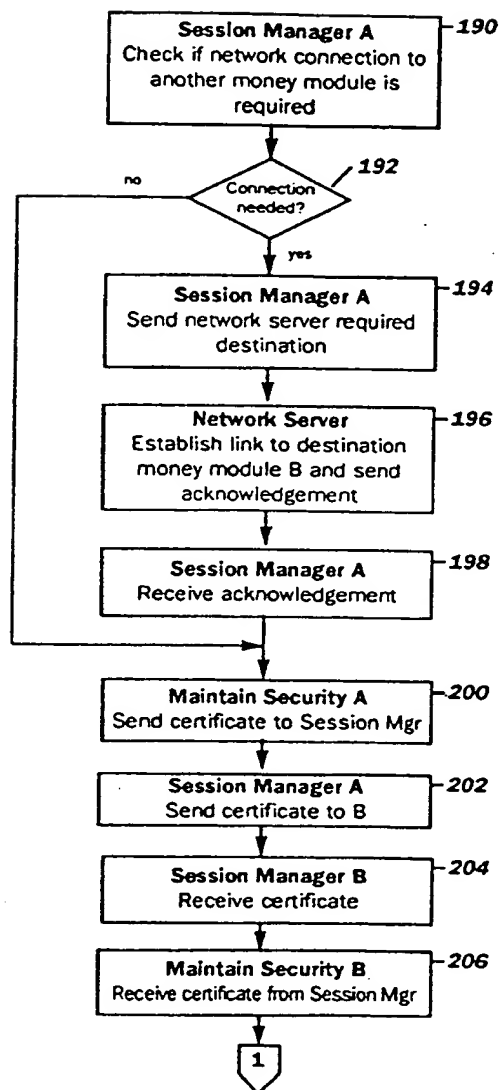 Session Manager A
Check if network connection to
another money module is
required
190
Connection
needed?
192
no
yes
Session Manager A
Send network server required
destination
194
Network Server
Establish link to destination
money module B and send
acknowledgement
196
Session Manager A
Receive acknowledgement
198
Maintain Security A
Send certificate to Session Mgr
200
Session Manager A
Send certificate to B
202
Session Manager B
Receive certificate
204
Maintain Security B
Receive certificate from Session Mgr
206
1